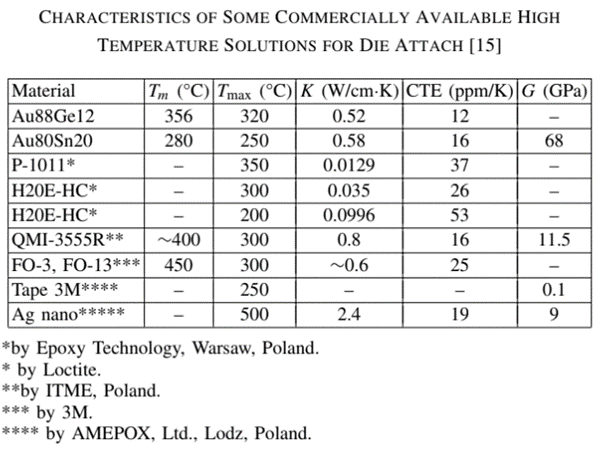 CHARACTERISTICS OF SOME COMMERCIALLY AVAILABLE HIGH
TEMPERATURE SOLUTIONS FOR DIE ATTACH [15]
Material T_m (°C) T_max (°C) K (W/cm·K) CTE (ppm/K) G (GPa)
Au88Ge12 356 320 0.52 12 –
Au80Sn20 280 250 0.58 16 68
P-1011* – 350 0.0129 37 –
H20E-HC* – 300 0.035 26 –
H20E-HC* – 200 0.0996 53 –
QMI-3555R** ~400 300 0.8 16 11.5
FO-3, FO-13*** 450 300 ~0.6 25 –
Tape 3M**** – 250 – – 0.1
Ag nano***** – 500 2.4 19 9
*by Epoxy Technology, Warsaw, Poland.
* by Loctite.
**by ITME, Poland.
*** by 3M.
**** by AMEPOX, Ltd., Lodz, Poland.